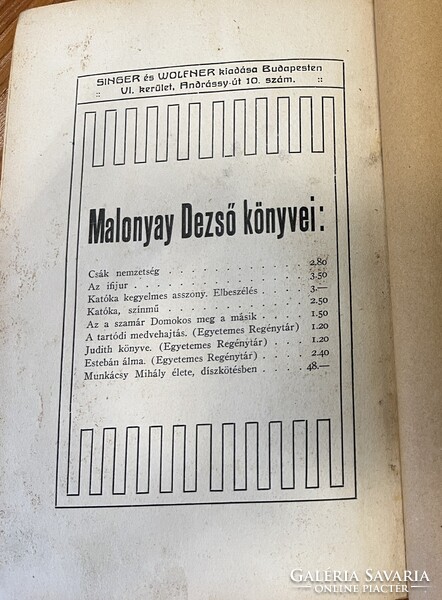 SINGER és WOLFNER kiadása Budapesten
:: VI. kerület, Andrássy-út 10. szám. ::
Malonyay Dezső könyvei:
Csák nemzetség . . . . . . . . . . . . 2.80
Az ifjur . . . . . . . . . . . . . . . 3.50
Katóka kegyelmes asszony. Elbeszélés . . . 3.—
Katóka, színmű . . . . . . . . . . . . 2.50
Az a szamár Domokos meg a másik . . . . 1.50
A tartódi medvehajtás. (Egyetemes Regénytár) 1.20
Judith könyve. (Egyetemes Regénytár) . . . 1.20
Estebán álma. (Egyetemes Regénytár) . . . 2.40
Munkácsy Mihály élete, díszkötésben . . . 48.—
GALERIA SAVARIA
ONLINE PIACTÉR